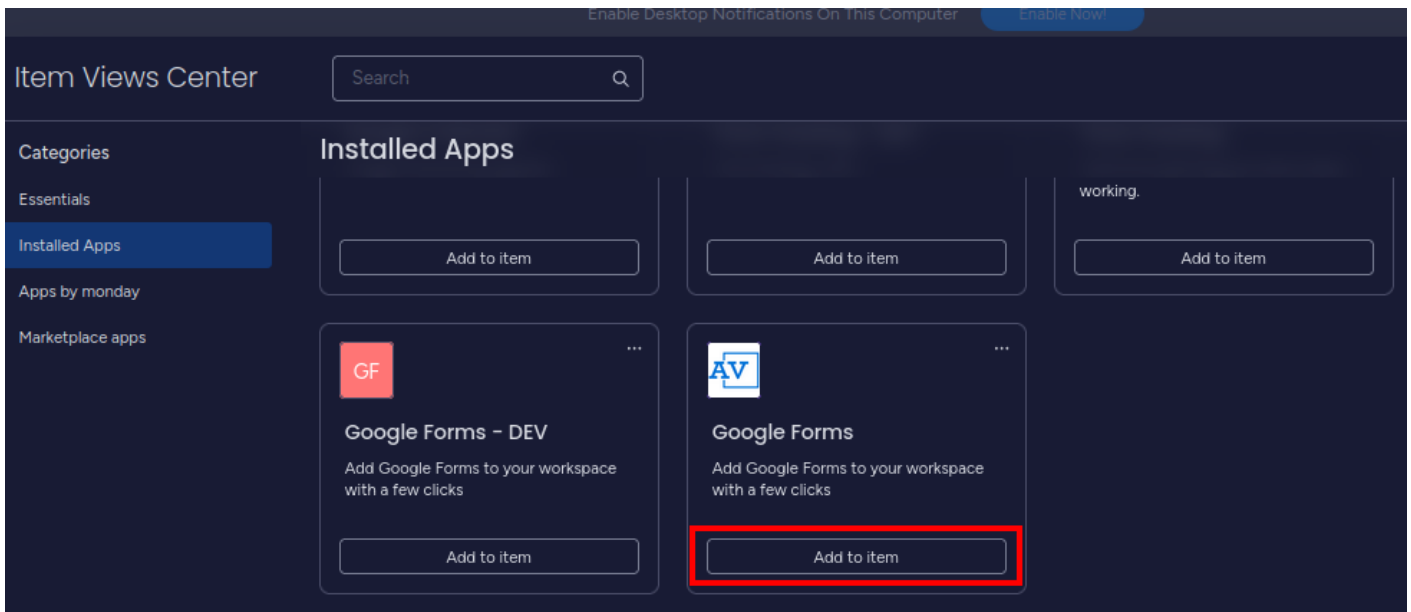 Enable Desktop Notifications On This Computer
Enable Now!
Item Views Center
Search
Categories
Essentials
Installed Apps
Apps by monday
Marketplace apps
Installed Apps
working.
Add to item
Add to item
Add to item
GF
Google Forms - DEV
Add Google Forms to your workspace
with a few clicks
Add to item
AV
Google Forms
Add Google Forms to your workspace
with a few clicks
Add to item